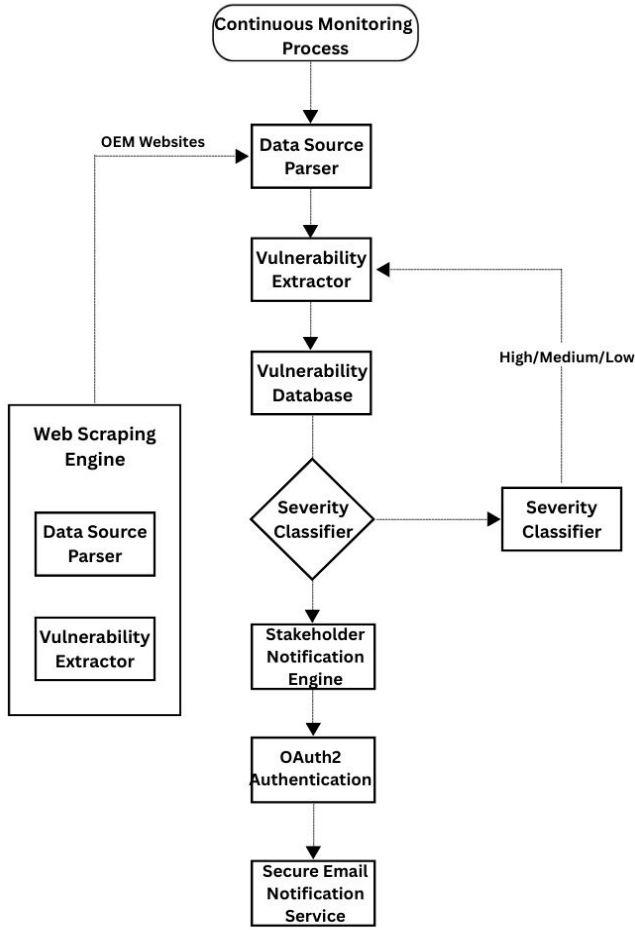 Continuous Monitoring
Process
OEM Websites
Data Source
Parser
Vulnerability
Extractor
High/Medium/Low
Vulnerability
Database
Web Scraping
Engine
Data Source
Parser
Vulnerability
Extractor
Severity
Classifier
Severity
Classifier
Stakeholder
Notification
Engine
OAuth2
Authentication
Secure Email
Notification
Service